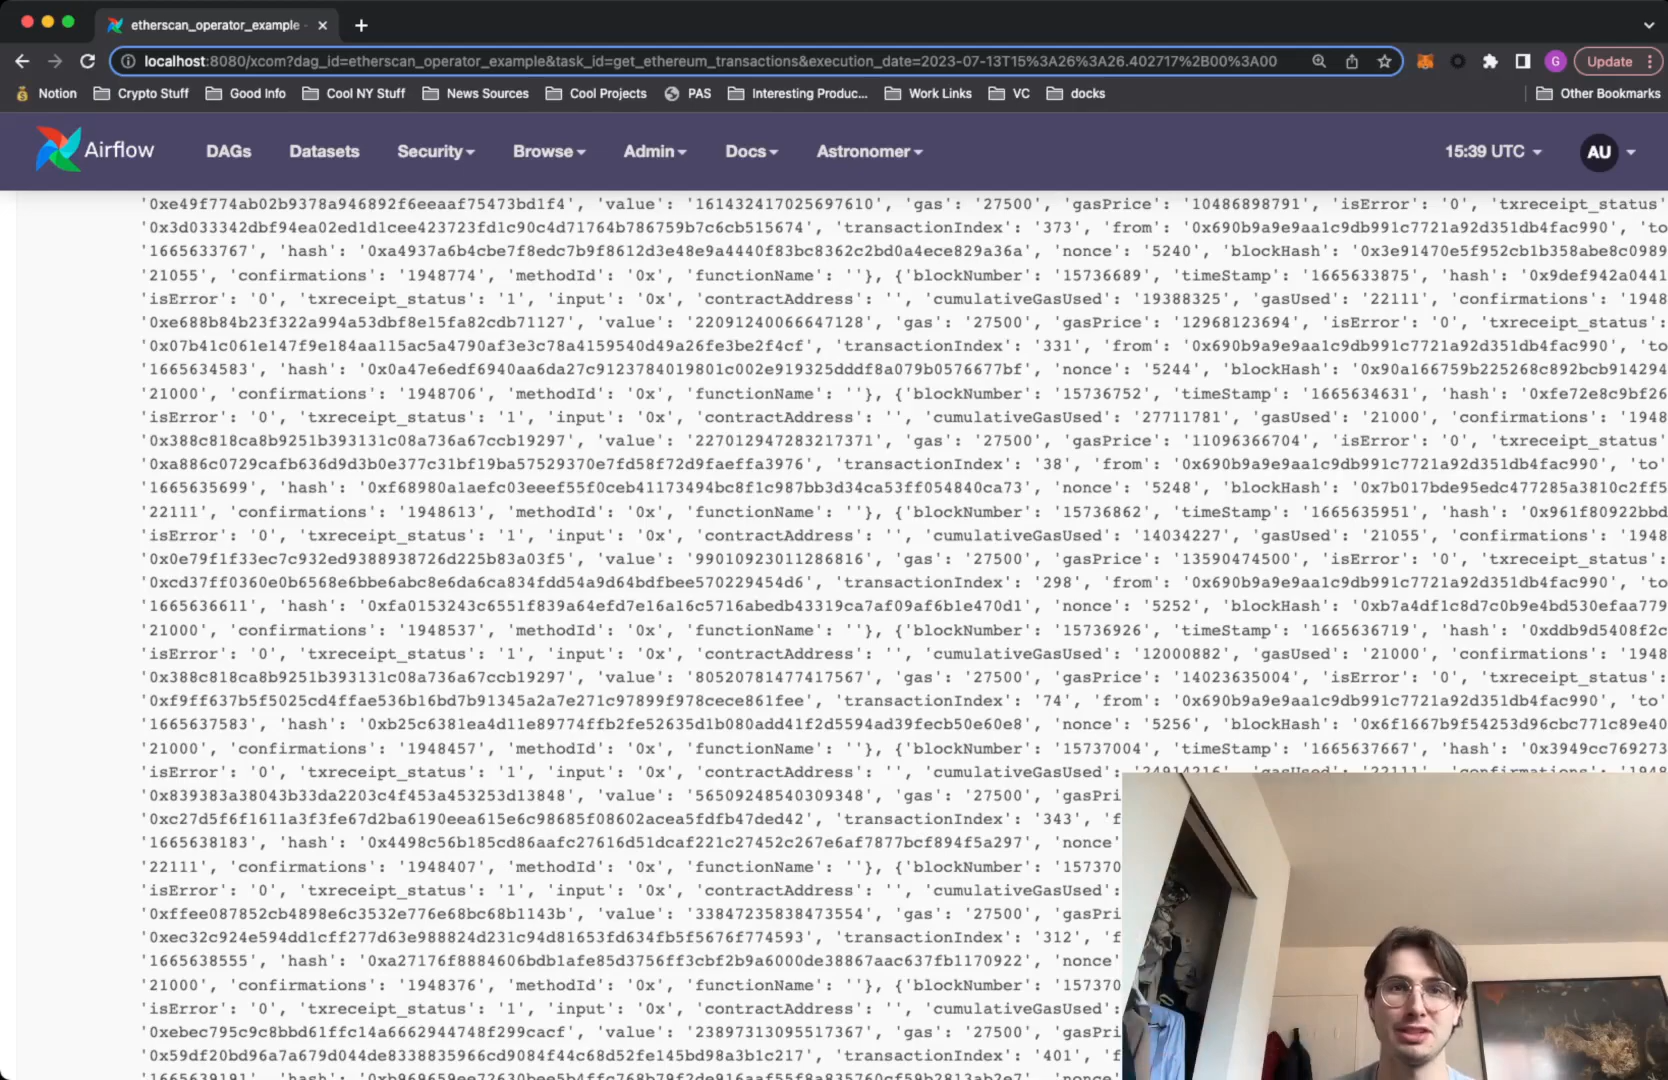 etherscan_operator_example
localhost:8080/xcom?dag_id=etherscan_operator_example&task_id=get_ethereum_transactions&execution_date=2023-07-13T15%3A26%3A26.402717%2B00%3A00
G
Update
Notion Crypto Stuff Good Info Cool NY Stuff News Sources Cool Projects PAS Interesting Produc... Work Links VC docks Other Bookmarks
Airflow DAGs Datasets Security Browse Admin Docs Astronomer 15:39 UTC AU
'0xe49f774ab02b9378a946892f6eeaaf75473bd1f4', 'value': '161432417025697610', 'gas': '27500', 'gasPrice': '10486898791', 'isError': '0', 'txreceipt_status'
'0x3d033342dbf94ea02ed1d1cee423723fd1c90c4d71764b786759b7c6cb515674', 'transactionIndex': '373', 'from': '0x690b9a9e9aa1c9db991c7721a92d351db4fac990', 'to
'1665633767', 'hash': '0xa4937a6b4cbe7f8edc7b9f8612d3e48e9a4440f83bc8362c2bd0a4ece829a36a', 'nonce': '5240', 'blockHash': '0x3e91470e5f952cb1b358abe8c0989
'21055', 'confirmations': '1948774', 'methodId': '0x', 'functionName': ''}, {'blockNumber': '15736689', 'timeStamp': '1665633875', 'hash': '0x9def942a0441
'isError': '0', 'txreceipt_status': '1', 'input': '0x', 'contractAddress': '', 'cumulativeGasUsed': '19388325', 'gasUsed': '22111', 'confirmations': '1948
'0xe688b84b23f322a994a53dbf8e15fa82cdb71127', 'value': '22091240066647128', 'gas': '27500', 'gasPrice': '12968123694', 'isError': '0', 'txreceipt_status':
'0x07b41c061e147f9e184aa115ac5a4790af3e3c78a4159540d49a26fe3be2f4cf', 'transactionIndex': '331', 'from': '0x690b9a9e9aa1c9db991c7721a92d351db4fac990', 'to
'1665634583', 'hash': '0x0a47e6edf6940aa6da27c9123784019801c002e919325dddf8a079b0576677bf', 'nonce': '5244', 'blockHash': '0x90a166759b225268c892bcb914294
'21000', 'confirmations': '1948706', 'methodId': '0x', 'functionName': ''}, {'blockNumber': '15736752', 'timeStamp': '1665634631', 'hash': '0xfe72e8c9bf26
'isError': '0', 'txreceipt_status': '1', 'input': '0x', 'contractAddress': '', 'cumulativeGasUsed': '27711781', 'gasUsed': '21000', 'confirmations': '1948
'0x388c818ca8b9251b393131c08a736a67ccb19297', 'value': '227012947283217371', 'gas': '27500', 'gasPrice': '11096366704', 'isError': '0', 'txreceipt_status'
'0xa886c0729cafb636d9d3b0e377c31bf19ba57529370e7fd58f72d9faeffa3976', 'transactionIndex': '38', 'from': '0x690b9a9e9aa1c9db991c7721a92d351db4fac990', 'to'
'1665635699', 'hash': '0xf68980a1aefc03eeef55f0ceb41173494bc8f1c987bb3d34ca53ff054840ca73', 'nonce': '5248', 'blockHash': '0x7b017bde95edc477285a3810c2ff5
'22111', 'confirmations': '1948613', 'methodId': '0x', 'functionName': ''}, {'blockNumber': '15736862', 'timeStamp': '1665635951', 'hash': '0x961f80922bbd
'isError': '0', 'txreceipt_status': '1', 'input': '0x', 'contractAddress': '', 'cumulativeGasUsed': '14034227', 'gasUsed': '21055', 'confirmations': '1948
'0x0e79f1f33ec7c932ed9388938726d225b83a03f5', 'value': '99010923011286816', 'gas': '27500', 'gasPrice': '13590474500', 'isError': '0', 'txreceipt_status':
'0xcd37ff0360e0b6568e6bbe6abc8e6da6ca834fdd54a9d64bdfbee570229454d6', 'transactionIndex': '298', 'from': '0x690b9a9e9aa1c9db991c7721a92d351db4fac990', 'to
'1665636611', 'hash': '0xfa0153243c6551f839a64efd7e16a16c5716abedb43319ca7af09af6b1e470d1', 'nonce': '5252', 'blockHash': '0xb7a4df1c8d7c0b9e4bd530efaa779
'21000', 'confirmations': '1948537', 'methodId': '0x', 'functionName': ''}, {'blockNumber': '15736926', 'timeStamp': '1665636719', 'hash': '0xddb9d5408f2c
'isError': '0', 'txreceipt_status': '1', 'input': '0x', 'contractAddress': '', 'cumulativeGasUsed': '12000882', 'gasUsed': '21000', 'confirmations': '1948
'0x388c818ca8b9251b393131c08a736a67ccb19297', 'value': '80520781477417567', 'gas': '27500', 'gasPrice': '14023635004', 'isError': '0', 'txreceipt_status':
'0xf9ff637b5f5025cd4ffae536b16bd7b91345a2a7e271c97899f978cece861fee', 'transactionIndex': '74', 'from': '0x690b9a9e9aa1c9db991c7721a92d351db4fac990', 'to'
'1665637583', 'hash': '0xb25c6381ea4d11e89774ffb2fe52635d1b080add41f2d5594ad39fecb50e60e8', 'nonce': '5256', 'blockHash': '0x6f1667b9f54253d96cbc771c89e40
'21000', 'confirmations': '1948457', 'methodId': '0x', 'functionName': ''}, {'blockNumber': '15737004', 'timeStamp': '1665637667', 'hash': '0x3949cc769273
'isError': '0', 'txreceipt_status': '1', 'input': '0x', 'contractAddress': '', 'cumulativeGasUsed': '24914216', 'gasUsed': '22111', 'confirmations': '1948
'0x839383a38043b33da2203c4f453a453253d13848', 'value': '56509248540309348', 'gas': '27500', 'gasPri
'0xc27d5f6f1611a3f3fe67d2ba6190eea615e6c98685f08602acea5fdfb47ded42', 'transactionIndex': '343', 'f
'1665638183', 'hash': '0x4498c56b185cd86aafc27616d51dcaf221c27452c267e6af7877bcf894f5a297', 'nonce'
'22111', 'confirmations': '1948407', 'methodId': '0x', 'functionName': ''}, {'blockNumber': '157370
'isError': '0', 'txreceipt_status': '1', 'input': '0x', 'contractAddress': '', 'cumulativeGasUsed':
'0xffee087852cb4898e6c3532e776e68bc68b1143b', 'value': '33847235838473554', 'gas': '27500', 'gasPri
'0xec32c924e594dd1cff277d63e988824d231c94d81653fd634fb5f5676f774593', 'transactionIndex': '312', 'f
'1665638555', 'hash': '0xa27176f8884606bdb1afe85d3756ff3cbf2b9a6000de38867aac637fb1170922', 'nonce'
'21000', 'confirmations': '1948376', 'methodId': '0x', 'functionName': ''}, {'blockNumber': '157370
'isError': '0', 'txreceipt_status': '1', 'input': '0x', 'contractAddress': '', 'cumulativeGasUsed':
'0xebec795c9c8bbd61ffc14a6662944748f299cacf', 'value': '23897313095517367', 'gas': '27500', 'gasPri
'0x59df20bd96a7a679d044de8338835966cd9084f44c68d52fe145bd98a3b1c217', 'transactionIndex': '401', 'f
'1665639191', 'hash':